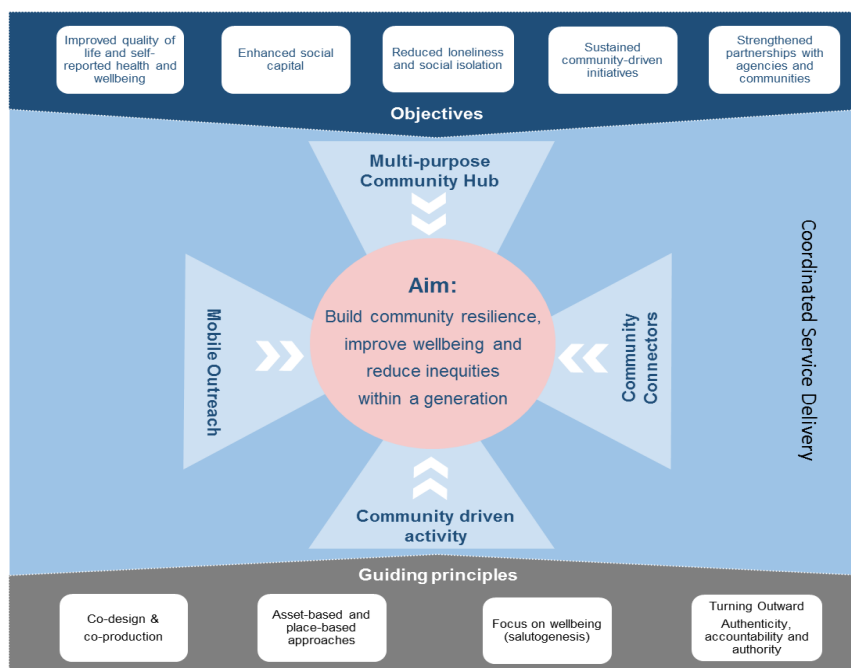 Improved quality of
life and self-
reported health and
wellbeing
Enhanced social
capital
Reduced loneliness
and social isolation
Sustained
community-driven
initiatives
Strengthened
partnerships with
agencies and
communities
Objectives
Multi-purpose
Community Hub
Mobile Outreach
Aim:
Build community resilience,
improve wellbeing and
reduce inequities
within a generation
Community
Connectors
Coordinated Service Delivery
Community driven
activity
Guiding principles
Co-design &
co-production
Asset-based and
place-based
approaches
Focus on wellbeing
(salutogenesis)
Turning Outward
Authenticity,
accountability and
authority